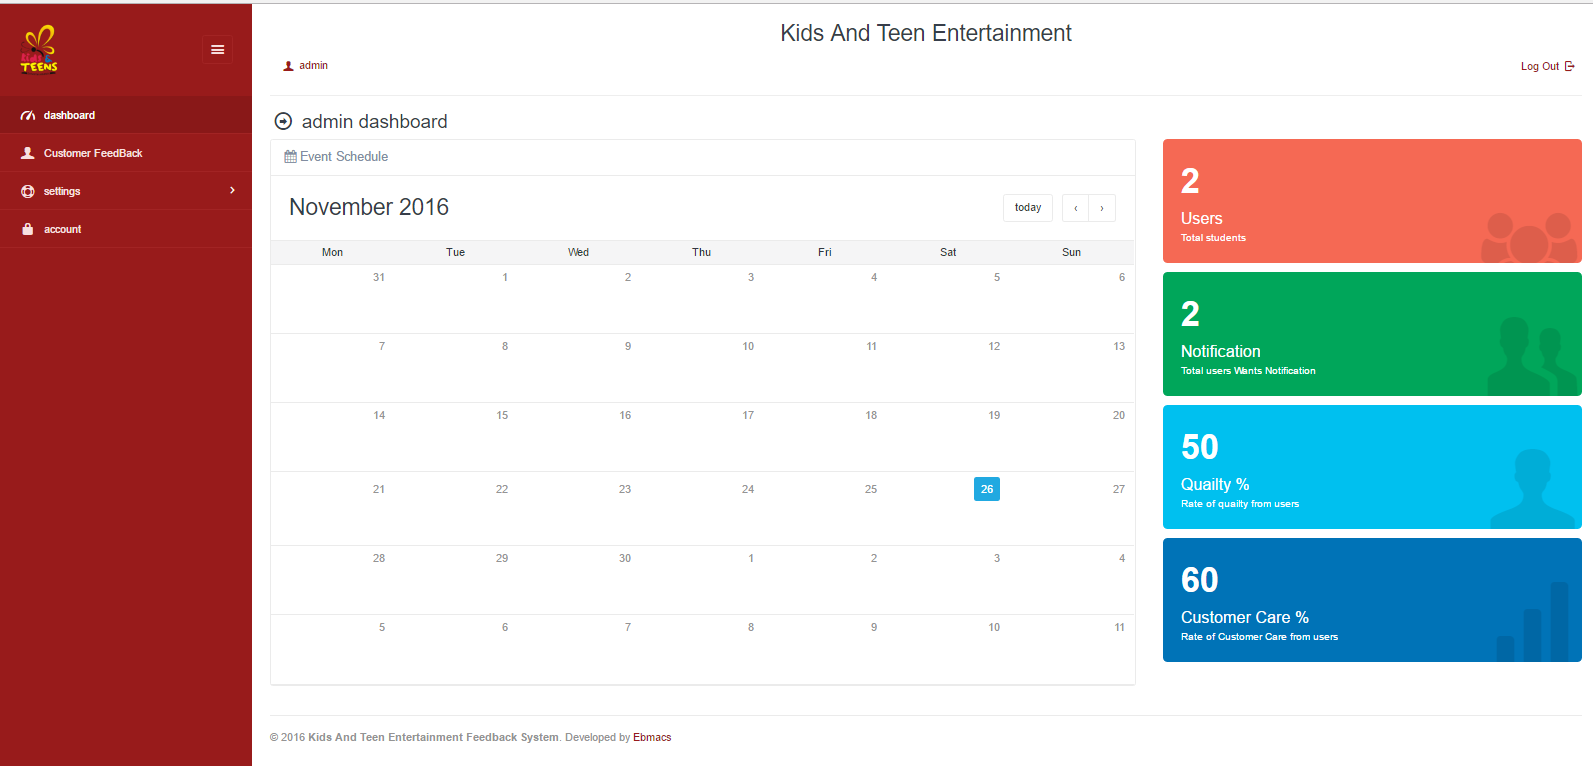 Kids &
TEENS
Kids And Teen Entertainment
admin
Log Out
dashboard
Customer FeedBack
settings
account
admin dashboard
Event Schedule
November 2016
today ‹ ›
Mon Tue Wed Thu Fri Sat Sun
31 1 2 3 4 5 6
7 8 9 10 11 12 13
14 15 16 17 18 19 20
21 22 23 24 25 26 27
28 29 30 1 2 3 4
5 6 7 8 9 10 11
2
Users
Total students
2
Notification
Total users Wants Notification
50
Quailty %
Rate of quailty from users
60
Customer Care %
Rate of Customer Care from users
© 2016 Kids And Teen Entertainment Feedback System. Developed by Ebmacs